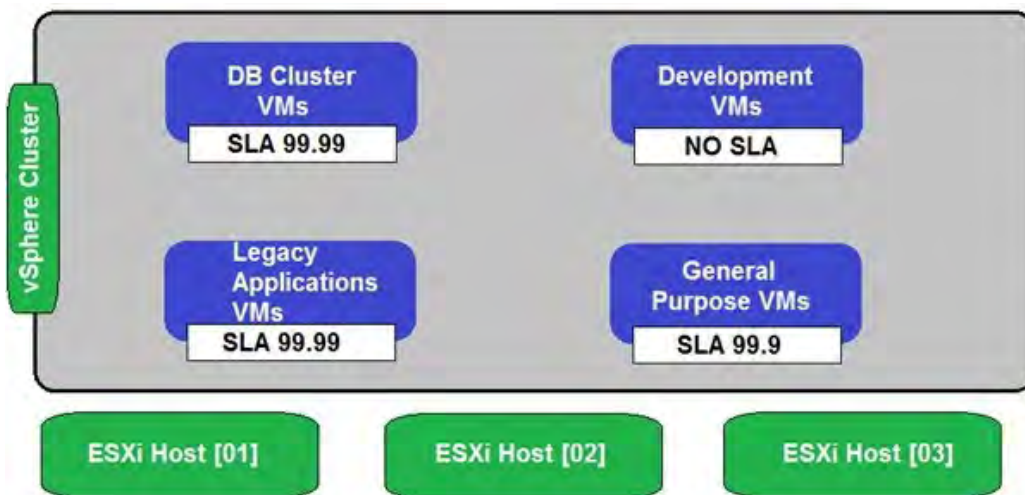 vSphere Cluster
DB Cluster
VMs
SLA 99.99
Development
VMs
NO SLA
Legacy
Applications
VMs
SLA 99.99
General
Purpose VMs
SLA 99.9
ESXi Host [01]
ESXi Host [02]
ESXi Host [03]